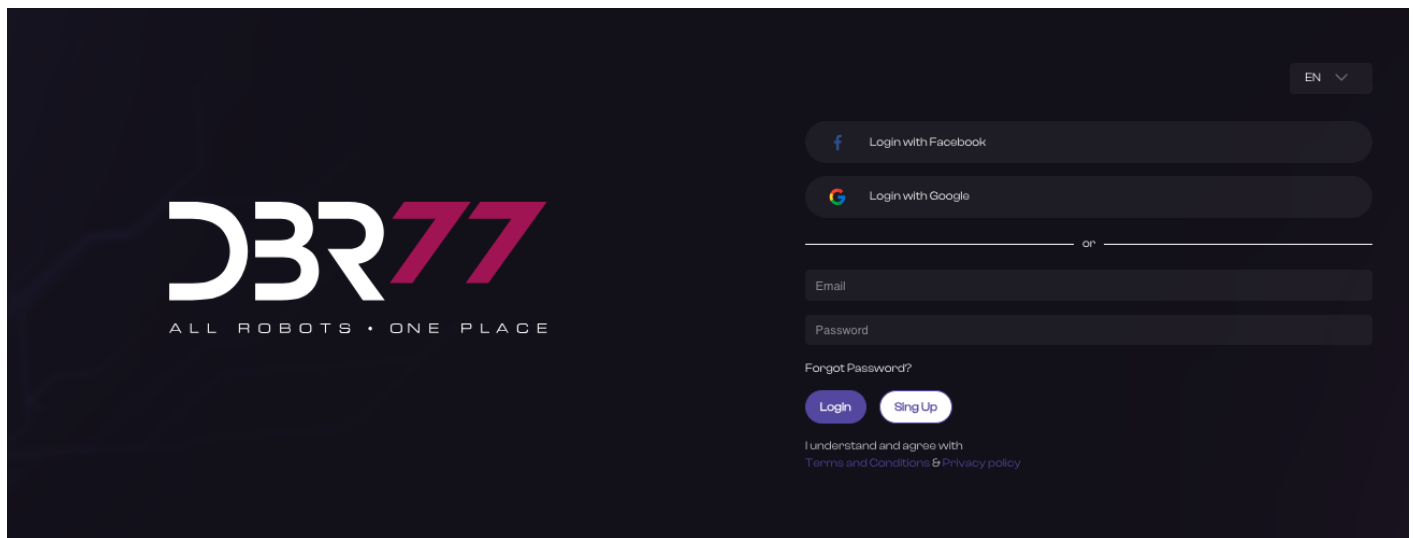 EN
Login with Facebook
Login with Google
DBR77
ALL ROBOTS • ONE PLACE
or
Email
Password
Forgot Password?
Login
Sing Up
I understand and agree with
Terms and Conditions & Privacy policy